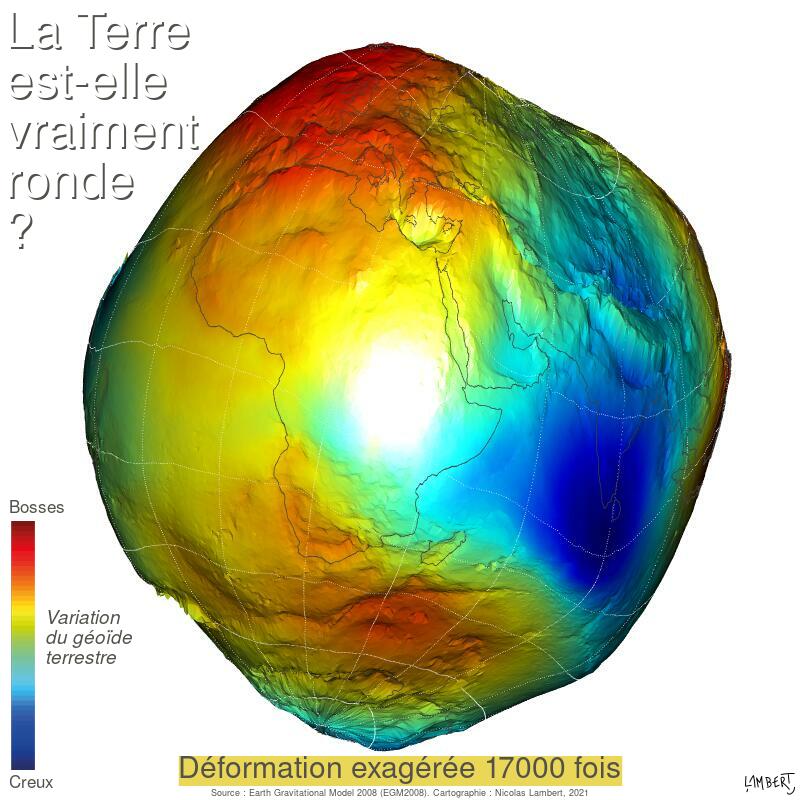 La Terre
est-elle
vraiment
ronde
?
Bosses
Variation
du géoïde
terrestre
Creux
Déformation exagérée 17000 fois
Source : Earth Gravitational Model 2008 (EGM2008). Cartographie : Nicolas Lambert, 2021
LAMBERT